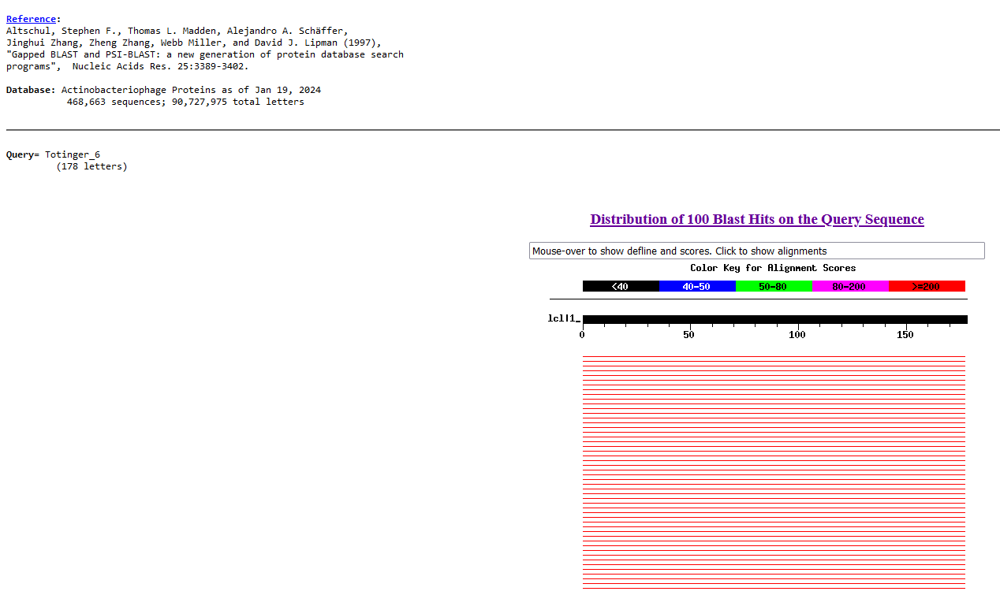 Reference:
Altschul, Stephen F., Thomas L. Madden, Alejandro A. Schäffer,
Jinghui Zhang, Zheng Zhang, Webb Miller, and David J. Lipman (1997),
"Gapped BLAST and PSI-BLAST: a new generation of protein database search
programs",  Nucleic Acids Res. 25:3389-3402.
Database: Actinobacteriophage Proteins as of Jan 19, 2024
468,663 sequences; 90,727,975 total letters
Query= Totinger_6
(178 letters)
Distribution of 100 Blast Hits on the Query Sequence
Mouse-over to show defline and scores. Click to show alignments
Color Key for Alignment Scores
<40 40-50 50-80 80-200 >=200
lcl|1_
0 50 100 150